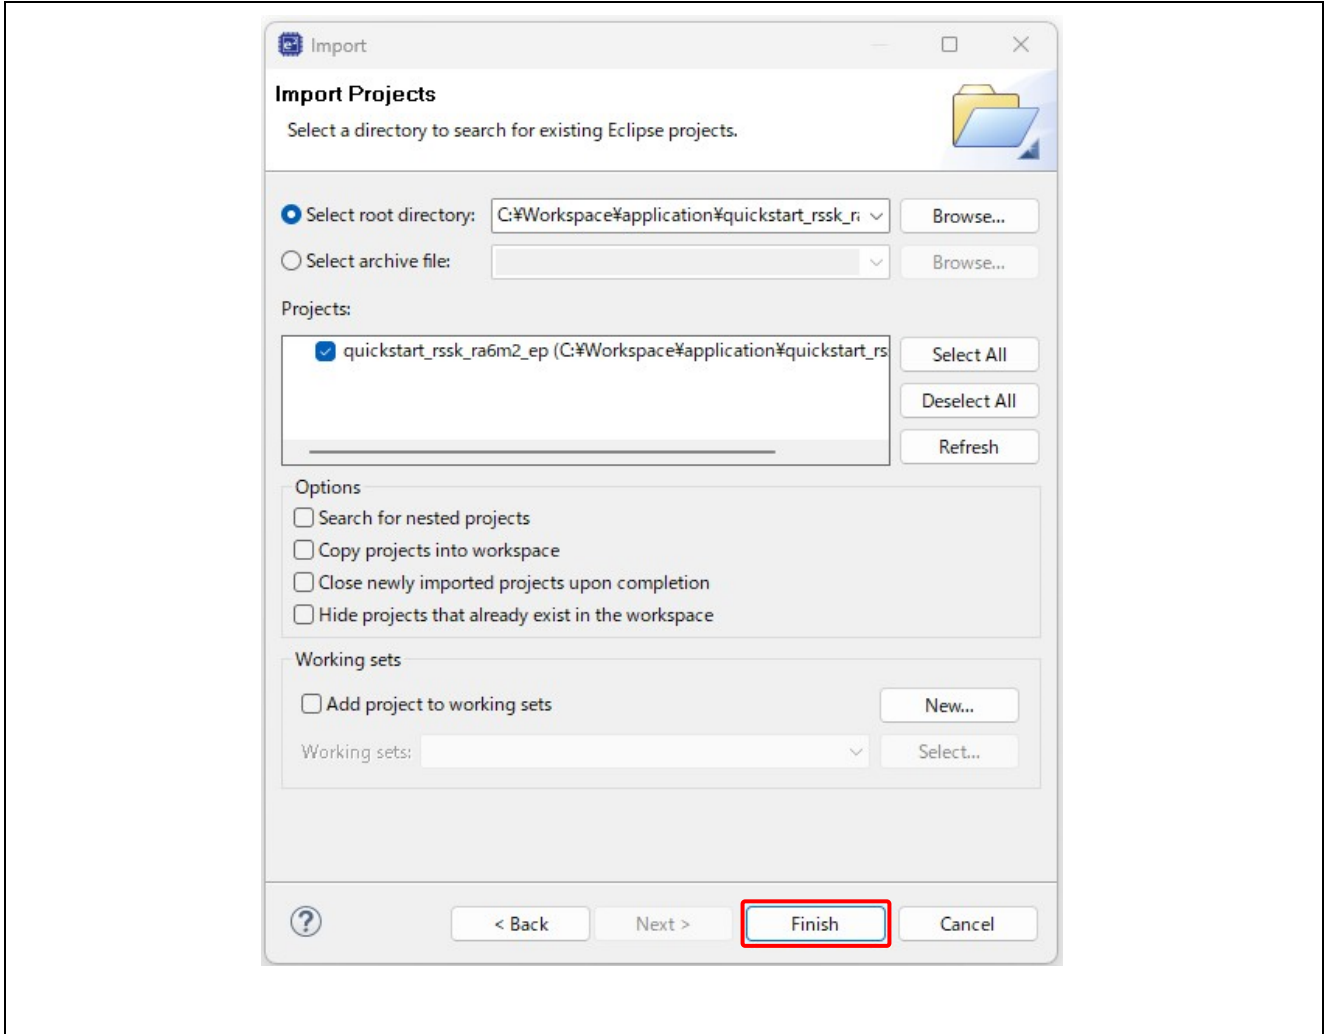 Import
Import Projects
Select a directory to search for existing Eclipse projects.
Select root directory: C:¥Workspace¥application¥quickstart_rssk_r Browse...
Select archive file: Browse...
Projects:
quickstart_rssk_ra6m2_ep (C:¥Workspace¥application¥quickstart_rs
Select All
Deselect All
Refresh
Options
Search for nested projects
Copy projects into workspace
Close newly imported projects upon completion
Hide projects that already exist in the workspace
Working sets
Add project to working sets New...
Working sets: Select...
? < Back Next > Finish Cancel